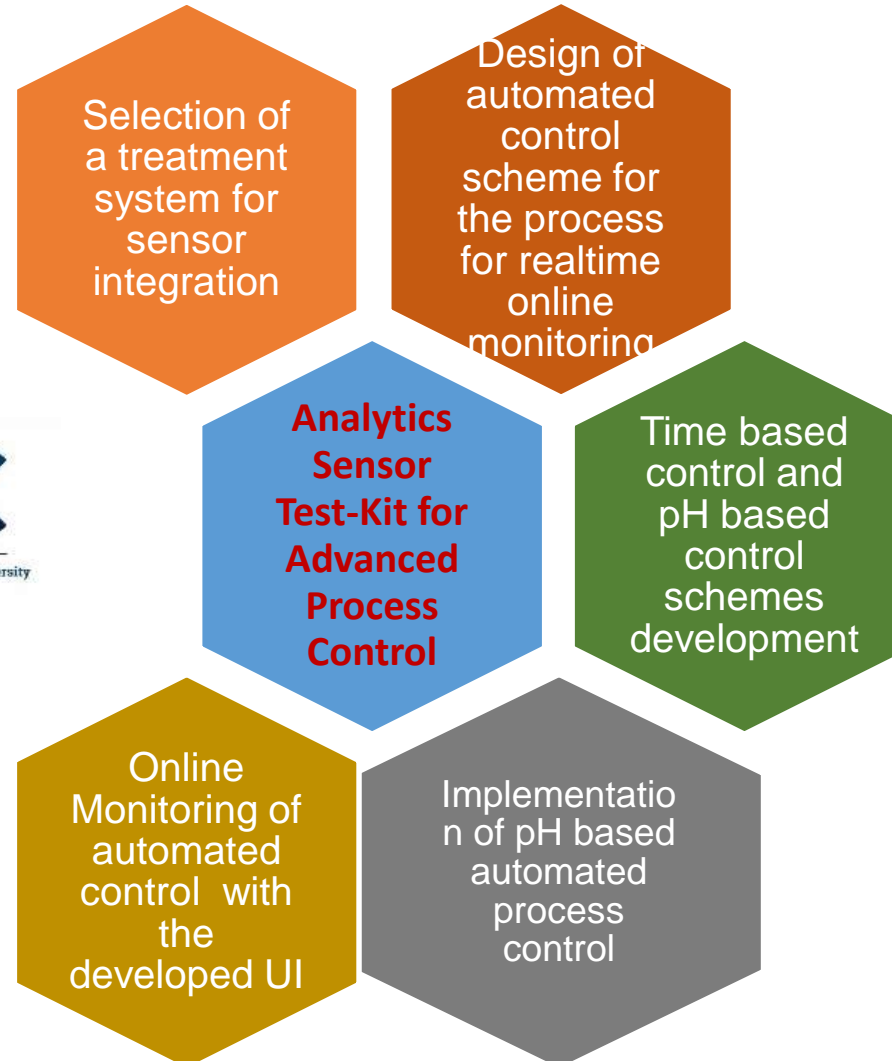 Selection of
a treatment
system for
sensor
integration
Design of
automated
control
scheme for
the process
for realtime
online
monitoring
Analytics
Sensor
Test-Kit for
Advanced
Process
Control
Time based
control and
pH based
control
schemes
development
Online
Monitoring of
automated
control with
the
developed UI
Implementatio
n of pH based
automated
process
control